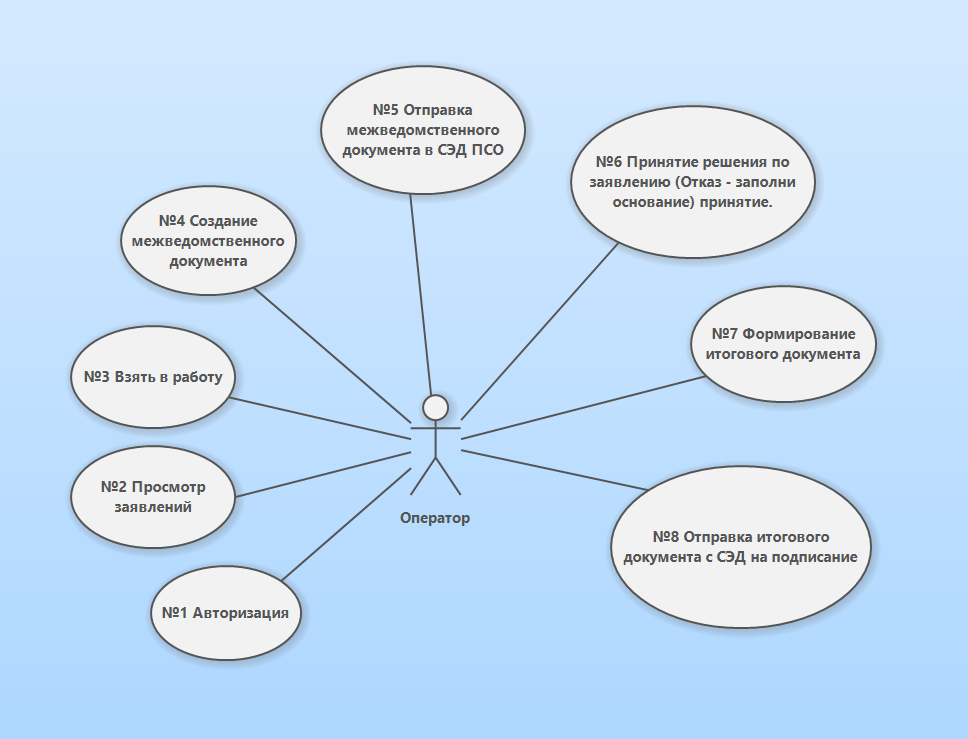 №5 Отправка
межведомственного
документа в СЭД ПСО
№6 Принятие решения по
заявлению (Отказ - заполни
основание) принятие.
№4 Создание
межведомственного
документа
№7 Формирование
итогового документа
№3 Взять в работу
№2 Просмотр
заявлений
Оператор
№8 Отправка итогового
документа с СЭД на подписание
№1 Авторизация